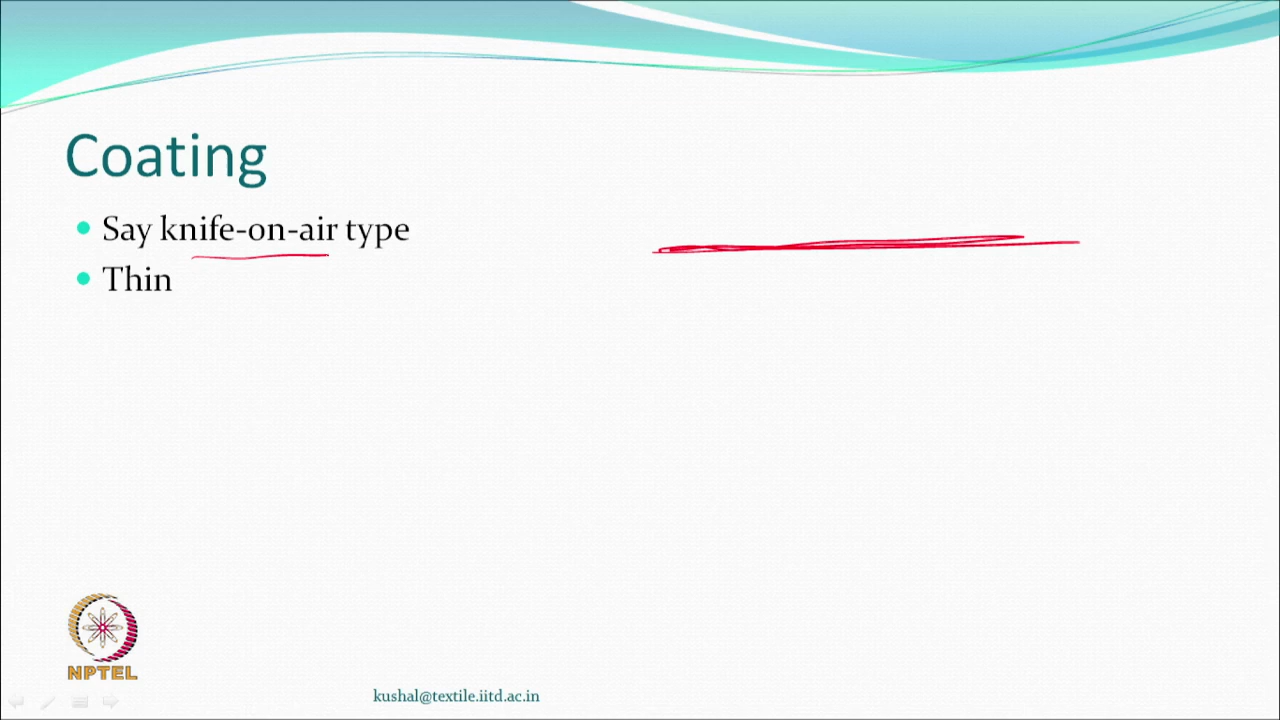 Coating
Say knife-on-air type
Thin
NPTEL
kushal@textile.iitd.ac.in